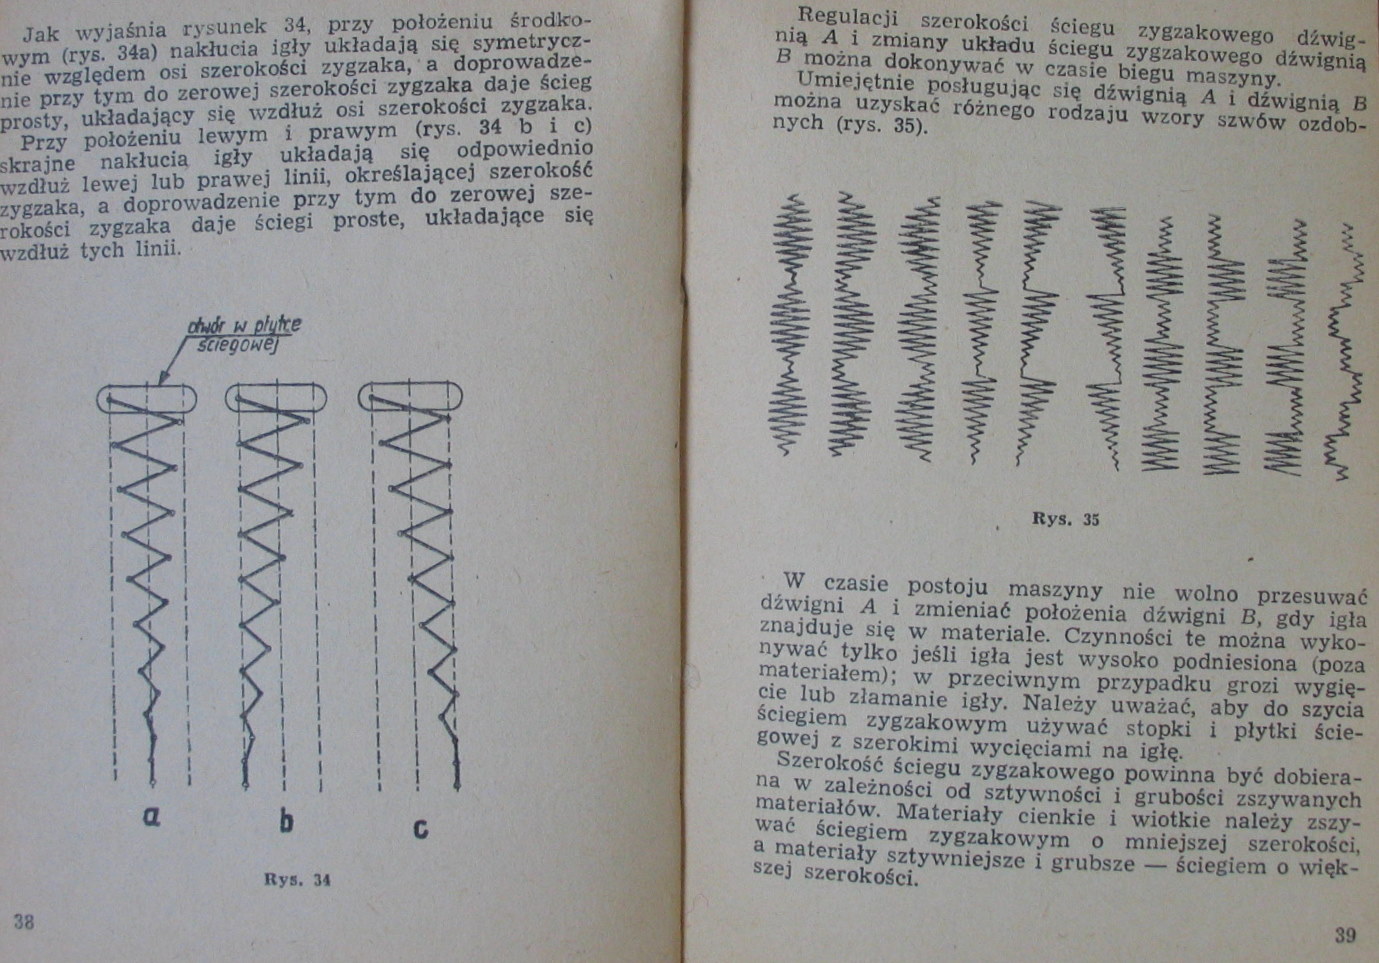 Jak wyjaśnia rysunek 34, przy położeniu środko-
wym (rys. 34a) nakłucia igły układają się symetrycz-
nie względem osi szerokości zygzaka, a doprowadze-
nie przy tym do zerowej szerokości zygzaka daje ścieg
prosty, układający się wzdłuż osi szerokości zygzaka.
Przy położeniu lewym i prawym (rys. 34 b i c)
skrajne nakłucia igły układają się odpowiednio
wzdłuż lewej lub prawej linii, określającej szerokość
zygzaka, a doprowadzenie przy tym do zerowej sze-
rokości zygzaka daje ściegi proste, układające się
wzdłuż tych linii.
otwór w płytce
ściegowej
a
b
c
Rys. 34
38
Regulacji szerokości ściegu zygzakowego dźwig-
nią A i zmiany układu ściegu zygzakowego dźwignią
B można dokonywać w czasie biegu maszyny.
Umiejętnie posługując się dźwignią A i dźwignią B
można uzyskać różnego rodzaju wzory szwów ozdob-
nych (rys. 35).
Rys. 35
W czasie postoju maszyny nie wolno przesuwać
dźwigni A i zmieniać położenia dźwigni B, gdy igła
znajduje się w materiale. Czynności te można wyko-
nywać tylko jeśli igła jest wysoko podniesiona (poza
materiałem); w przeciwnym przypadku grozi wygię-
cie lub złamanie igły. Należy uważać, aby do szycia
ściegiem zygzakowym używać stopki i płytki ście-
gowej z szerokimi wycięciami na igłę.
Szerokość ściegu zygzakowego powinna być dobiera-
na w zależności od sztywności i grubości zszywanych
materiałów. Materiały cienkie i wiotkie należy zszy-
wać ściegiem zygzakowym o mniejszej szerokości,
a materiały sztywniejsze i grubsze — ściegiem o więk-
szej szerokości.
39